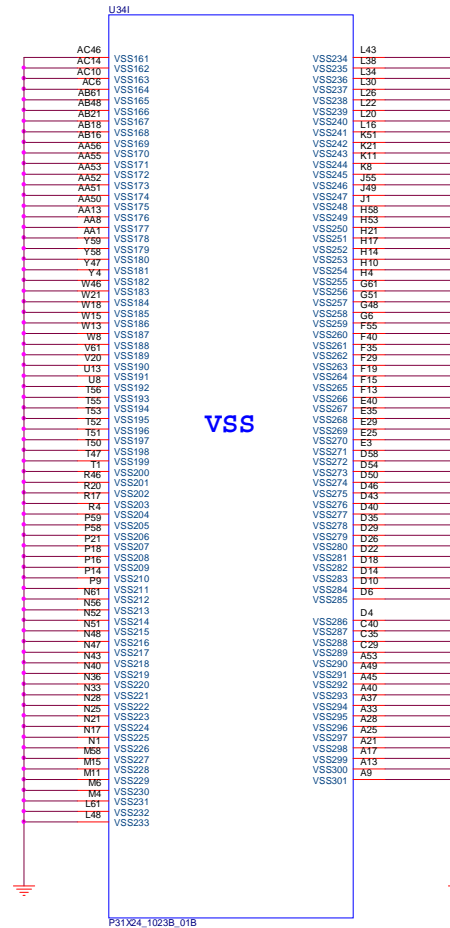 U34I
AC46 VSS161
AC14 VSS162
AC10 VSS163
AC6 VSS164
AB61 VSS165
AB48 VSS166
AB21 VSS167
AB18 VSS168
AB16 VSS169
AA56 VSS170
AA55 VSS171
AA53 VSS172
AA52 VSS173
AA51 VSS174
AA50 VSS175
AA13 VSS176
AA8 VSS177
AA1 VSS178
Y59 VSS179
Y58 VSS180
Y47 VSS181
Y4 VSS182
W46 VSS183
W21 VSS184
W18 VSS185
W15 VSS186
W13 VSS187
W8 VSS188
V61 VSS189
V20 VSS190
U13 VSS191
U8 VSS192
T56 VSS193
T55 VSS194
T53 VSS195
T52 VSS196
T51 VSS197
T50 VSS198
T47 VSS199
T1 VSS200
R46 VSS201
R20 VSS202
R17 VSS203
R4 VSS204
P59 VSS205
P58 VSS206
P21 VSS207
P18 VSS208
P16 VSS209
P14 VSS210
P9 VSS211
N61 VSS212
N56 VSS213
N52 VSS214
N51 VSS215
N48 VSS216
N47 VSS217
N43 VSS218
N40 VSS219
N36 VSS220
N33 VSS221
N28 VSS222
N25 VSS223
N21 VSS224
N17 VSS225
N1 VSS226
M58 VSS227
M15 VSS228
M11 VSS229
M6 VSS230
M4 VSS231
L61 VSS232
L48 VSS233
VSS
VSS234 L43
VSS235 L38
VSS236 L34
VSS237 L30
VSS238 L26
VSS239 L22
VSS240 L20
VSS241 L16
VSS242 K51
VSS243 K21
VSS244 K11
VSS245 K8
VSS246 J55
VSS247 J49
VSS248 J1
VSS249 H58
VSS250 H53
VSS251 H21
VSS252 H17
VSS253 H14
VSS254 H10
VSS255 H4
VSS256 G61
VSS257 G51
VSS258 G48
VSS259 G6
VSS260 F55
VSS261 F40
VSS262 F35
VSS263 F29
VSS264 F19
VSS265 F15
VSS266 F13
VSS267 E40
VSS268 E35
VSS269 E29
VSS270 E25
VSS271 E3
VSS272 D58
VSS273 D54
VSS274 D50
VSS275 D46
VSS276 D43
VSS277 D40
VSS278 D35
VSS279 D29
VSS280 D26
VSS281 D22
VSS282 D18
VSS283 D14
VSS284 D10
VSS285 D6
VSS286 D4
VSS287 C40
VSS288 C35
VSS289 C29
VSS290 A53
VSS291 A49
VSS292 A45
VSS293 A40
VSS294 A37
VSS295 A33
VSS296 A28
VSS297 A25
VSS298 A21
VSS299 A17
VSS300 A13
VSS301 A9
P31X24_1023B_01B